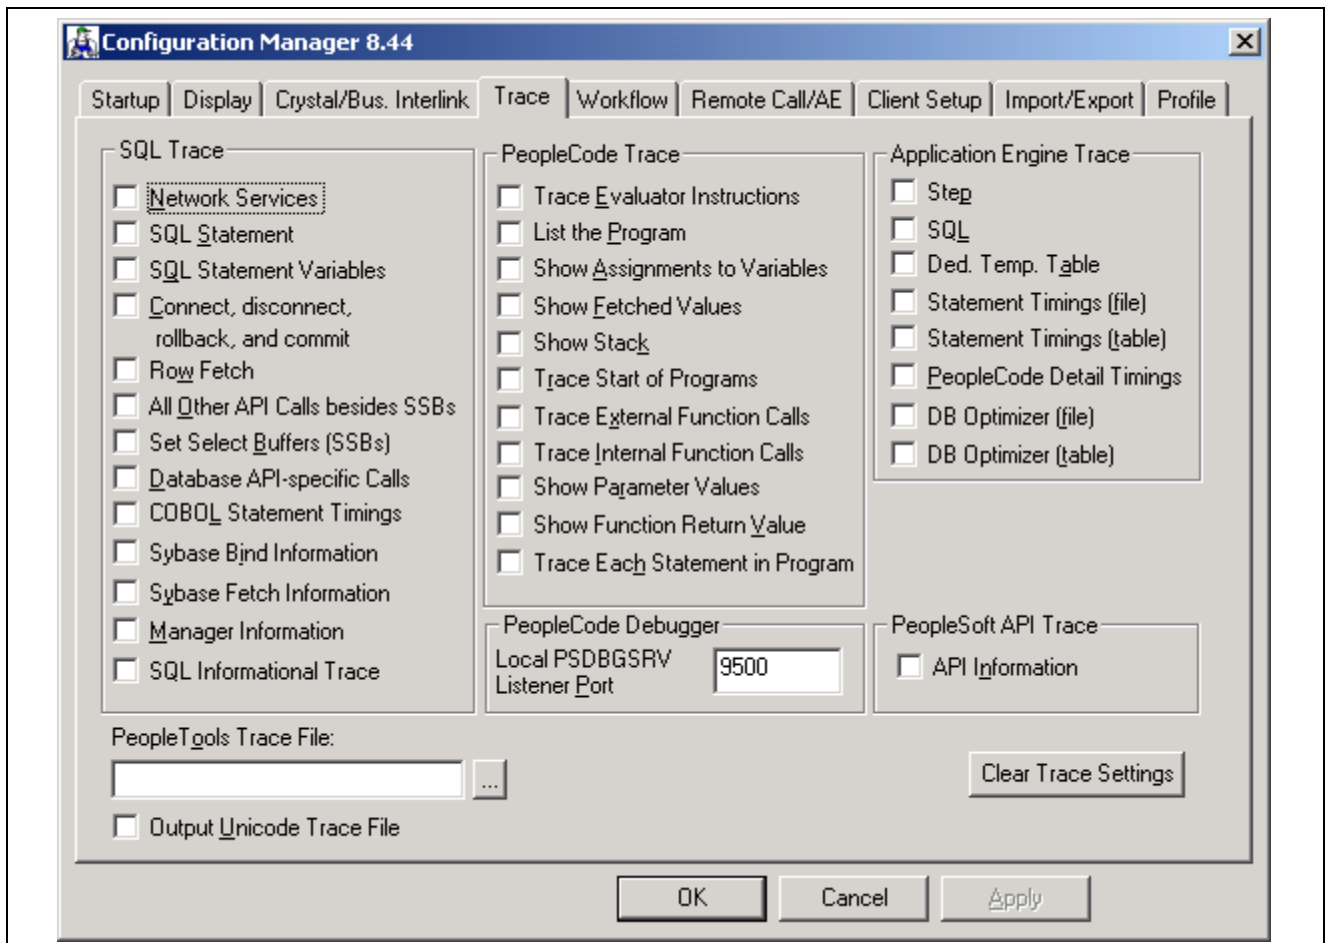 Configuration Manager 8.44
Startup Display Crystal/Bus. Interlink Trace Workflow Remote Call/AE Client Setup Import/Export Profile
SQL Trace
Network Services
SQL Statement
SQL Statement Variables
Connect, disconnect,
rollback, and commit
Row Fetch
All Other API Calls besides SSBs
Set Select Buffers (SSBs)
Database API-specific Calls
COBOL Statement Timings
Sybase Bind Information
Sybase Fetch Information
Manager Information
SQL Informational Trace
PeopleCode Trace
Trace Evaluator Instructions
List the Program
Show Assignments to Variables
Show Fetched Values
Show Stack
Trace Start of Programs
Trace External Function Calls
Trace Internal Function Calls
Show Parameter Values
Show Function Return Value
Trace Each Statement in Program
PeopleCode Debugger
Local PSDBGSRV
Listener Port
9500
Application Engine Trace
Step
SQL
Ded. Temp. Table
Statement Timings (file)
Statement Timings (table)
PeopleCode Detail Timings
DB Optimizer (file)
DB Optimizer (table)
PeopleSoft API Trace
API Information
PeopleTools Trace File:
...
Clear Trace Settings
Output Unicode Trace File
OK Cancel Apply